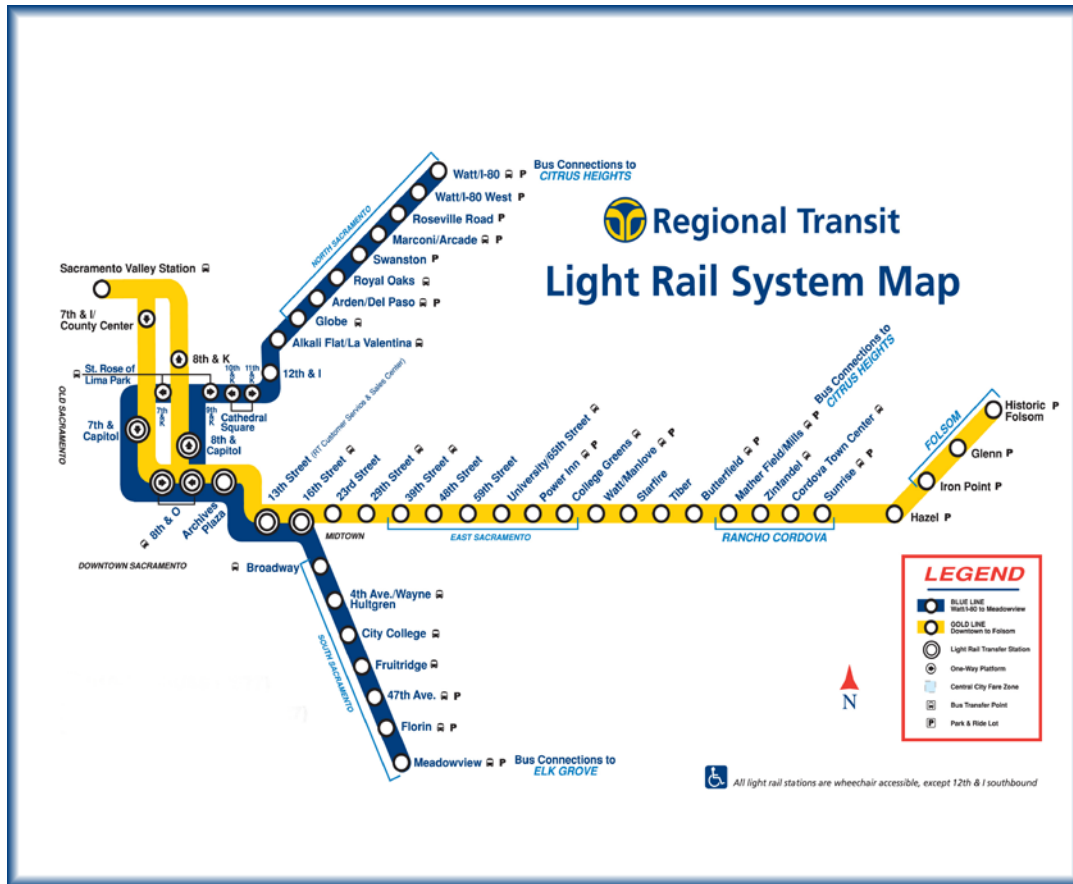 Regional Transit
Light Rail System Map
Bus Connections to
CITRUS HEIGHTS
Watt/I-80 P
Watt/I-80 West P
Roseville Road P
Marconi/Arcade P
Swanston P
Royal Oaks
Arden/Del Paso P
Globe
Alkali Flat/La Valentina
12th & I
NORTH SACRAMENTO
Sacramento Valley Station
7th & I/
County Center
8th & K
St. Rose of
Lima Park
7th & K
9th & K
10th & K
11th & K
Cathedral
Square
OLD SACRAMENTO
7th &
Capitol
8th &
Capitol
8th & O
Archives
Plaza
DOWNTOWN SACRAMENTO
13th Street (RT Customer Service & Sales Center)
16th Street
23rd Street
29th Street
39th Street
48th Street
59th Street
University/65th Street
Power Inn P
College Greens
Watt/Manlove P
Starfire
Tiber
Butterfield P
Mather Field/Mills P
Zinfandel
Cordova Town Center
Sunrise P
Bus Connections to
CITRUS HEIGHTS
MIDTOWN
EAST SACRAMENTO
RANCHO CORDOVA
Hazel P
Iron Point P
Glenn P
Historic P
Folsom
FOLSOM
Broadway
4th Ave./Wayne
Hultgren
City College
Fruitridge
47th Ave. P
Florin P
Meadowview P
SOUTH SACRAMENTO
Bus Connections to
ELK GROVE
N
LEGEND
BLUE LINE
Watt/I-80 to Meadowview
GOLD LINE
Downtown to Folsom
Light Rail Transfer Station
One-Way Platform
Central City Fare Zone
Bus Transfer Point
P Park & Ride Lot
All light rail stations are wheechair accessible, except 12th & I southbound